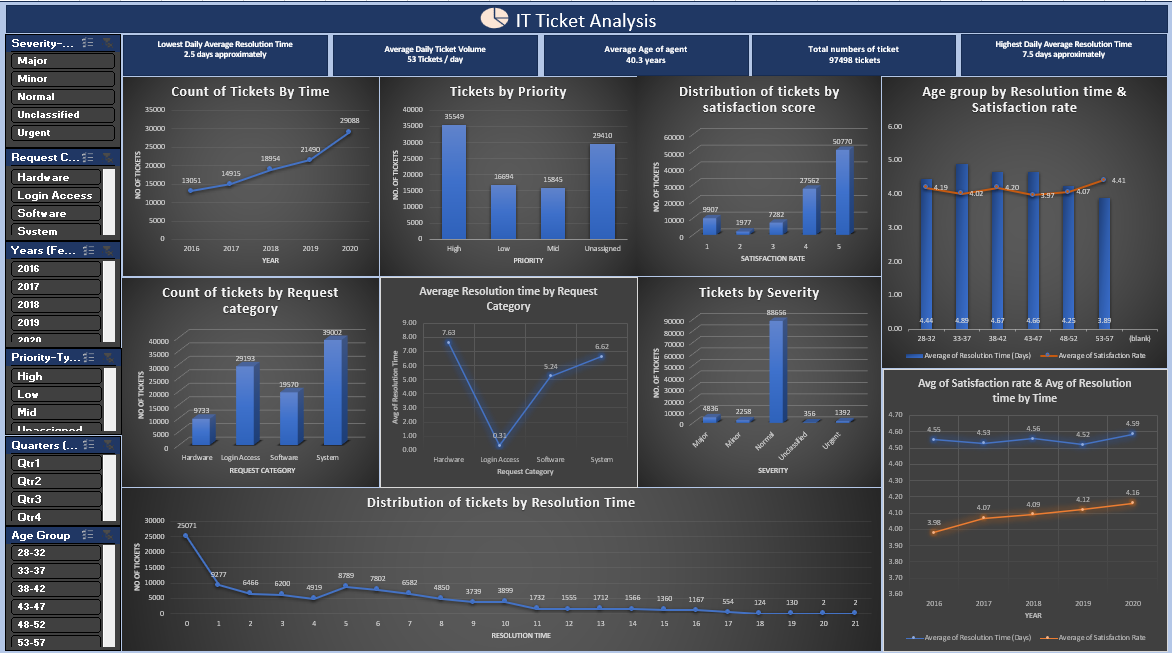 IT Ticket Analysis
Severity-...
Major
Minor
Normal
Unclassified
Urgent
Request C...
Hardware
Login Access
Software
System
Years (Fe...
2016
2017
2018
2019
2020
Priority-Ty...
High
Low
Mid
Unassigned
Quarters (...
Qtr1
Qtr2
Qtr3
Qtr4
Age Group
28-32
33-37
38-42
43-47
48-52
53-57
Lowest Daily Average Resolution Time
2.5 days approximately
Average Daily Ticket Volume
53 Tickets / day
Average Age of agent
40.3 years
Total numbers of ticket
97498 tickets
Highest Daily Average Resolution Time
7.5 days approximately
Count of Tickets By Time
NO OF TICKETS
35000
30000
25000
20000
15000
10000
5000
0
13051 14915 18954 21490 29088
2016 2017 2018 2019 2020
YEAR
Tickets by Priority
NO. OF TICKETS
40000
35000
30000
25000
20000
15000
10000
5000
0
35549 16694 15845 29410
High Low Mid Unassigned
PRIORITY
Distribution of tickets by
satisfaction score
NO. OF TICKETS
60000
50000
40000
30000
20000
10000
0
9907 1977 7282 27562 50770
1 2 3 4 5
SATISFACTION RATE
Age group by Resolution time &
Satisfaction rate
6.00
5.00
4.00
3.00
2.00
1.00
0.00
4.19 4.02 4.20 3.97 4.07 4.41
4.44 4.89 4.67 4.66 4.25 3.89
28-32 33-37 38-42 43-47 48-52 53-57 (blank)
Average of Resolution Time (Days) Average of Satisfaction Rate
Count of tickets by Request
category
NO OF TICKETS
40000
35000
30000
25000
20000
15000
10000
5000
0
9733 29193 19570 39002
Hardware Login Access Software System
REQUEST CATEGORY
Average Resolution time by Request
Category
Avg of Resolution Time
9.00
8.00
7.00
6.00
5.00
4.00
3.00
2.00
1.00
0.00
7.63 0.31 5.24 6.62
Hardware Login Access Software System
Request Category
Tickets by Severity
NO. OF TICKETS
90000
80000
70000
60000
50000
40000
30000
20000
10000
0
4836 2258 88656 356 1392
Major Minor Normal Unclassified Urgent
SEVERITY
Avg of Satisfaction rate & Avg of Resolution
time by Time
4.70
4.60
4.50
4.40
4.30
4.20
4.10
4.00
3.90
3.80
3.70
3.60
4.55 4.53 4.56 4.52 4.59
3.98 4.07 4.09 4.12 4.16
2016 2017 2018 2019 2020
YEAR
Average of Resolution Time (Days) Average of Satisfaction Rate
Distribution of tickets by Resolution Time
NO OF TICKETS
30000
25000
20000
15000
10000
5000
0
25071 9277 6466 6200 4919 8789 7802 6582 4850 3739 3899 1732 1555 1712 1566 1360 1167 554 124 130 2 2
0 1 2 3 4 5 6 7 8 9 10 11 12 13 14 15 16 17 18 19 20 21
RESOLUTION TIME